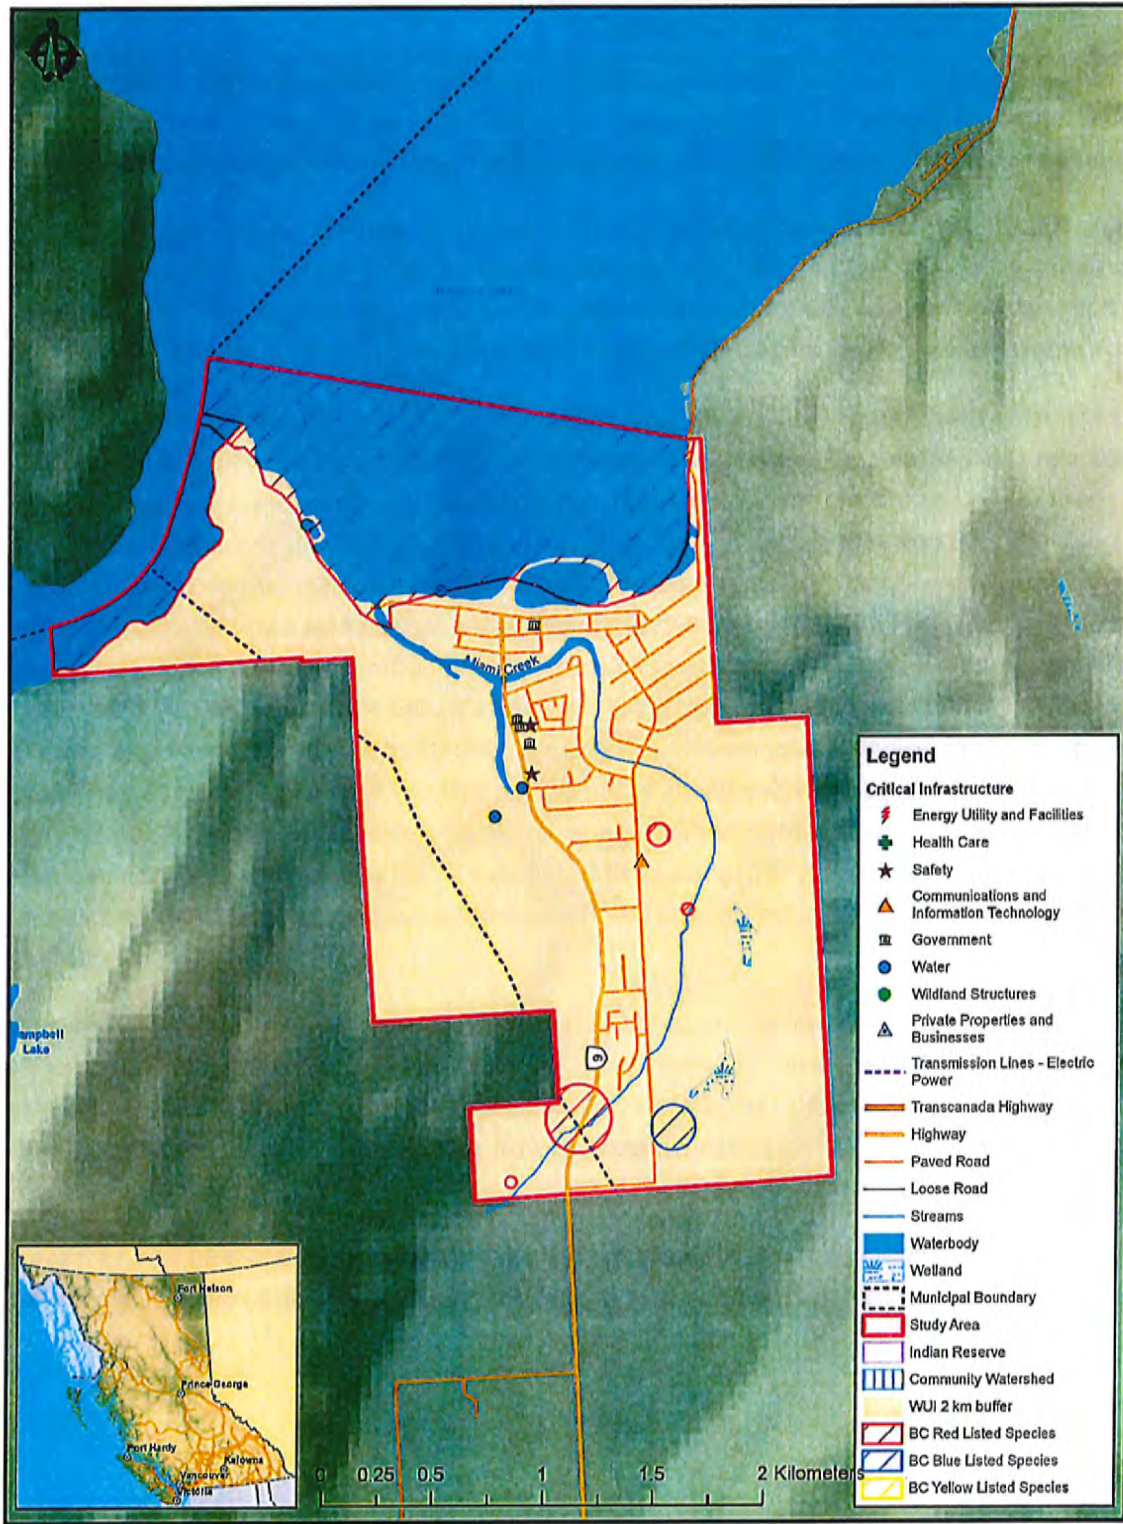 Miami Creek
9
ampbell
Lake
Legend
Critical Infrastructure
Energy Utility and Facilities
Health Care
Safety
Communications and
Information Technology
Government
Water
Wildland Structures
Private Properties and
Businesses
Transmission Lines - Electric
Power
Transcanada Highway
Highway
Paved Road
Loose Road
Streams
Waterbody
Wetland
Municipal Boundary
Study Area
Indian Reserve
Community Watershed
WUI 2 km buffer
BC Red Listed Species
BC Blue Listed Species
BC Yellow Listed Species
Fort Nelson
Prince George
Port Hardy
Kelowna
Vancouver
Victoria
0 0.25 0.5 1 1.5 2 Kilometers